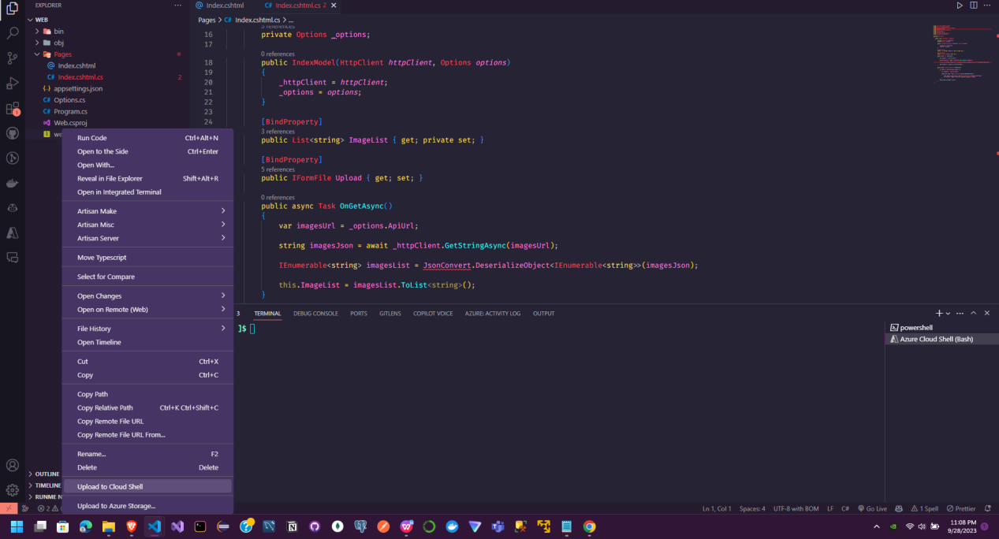 EXPLORER
···
Index.cshtml
C# Index.cshtml.cs 2
WEB
Pages > C# Index.cshtml.cs > ...
bin
obj
Pages
Index.cshtml
C# Index.cshtml.cs 2
{··} appsettings.json
C# Options.cs
C# Program.cs
Web.csproj
we
5 references
16 private Options _options;
17
0 references
18 public IndexModel(HttpClient httpClient, Options options)
19 {
20 _httpClient = httpClient;
21 _options = options;
22 }
23
24 [BindProperty]
3 references
public List<string> ImageList { get; private set; }
[BindProperty]
5 references
public IFormFile Upload { get; set; }
0 references
public async Task OnGetAsync()
{
var imagesUrl = _options.ApiUrl;
string imagesJson = await _httpClient.GetStringAsync(imagesUrl);
IEnumerable<string> imagesList = JsonConvert.DeserializeObject<IEnumerable<string>>(imagesJson);
this.ImageList = imagesList.ToList<string>();
}
Run Code Ctrl+Alt+N
Open to the Side Ctrl+Enter
Open With...
Reveal in File Explorer Shift+Alt+R
Open in Integrated Terminal
Artisan Make
Artisan Misc
Artisan Server
Move Typescript
Select for Compare
Open Changes
Open on Remote (Web)
File History
Open Timeline
Cut Ctrl+X
Copy Ctrl+C
Copy Path
Copy Relative Path Ctrl+K Ctrl+Shift+C
Copy Remote File URL
Copy Remote File URL From...
Rename... F2
Delete Delete
Upload to Cloud Shell
Upload to Azure Storage...
3 TERMINAL DEBUG CONSOLE PORTS GITLENS COPILOT VOICE AZURE: ACTIVITY LOG OUTPUT
]$
powershell
Azure Cloud Shell (Bash)
OUTLINE
TIMELINE
RUNME N
2
Ln 1, Col 1 Spaces: 4 UTF-8 with BOM LF C# Go Live 1 Spell Prettier
11:08 PM
9/28/2023
1